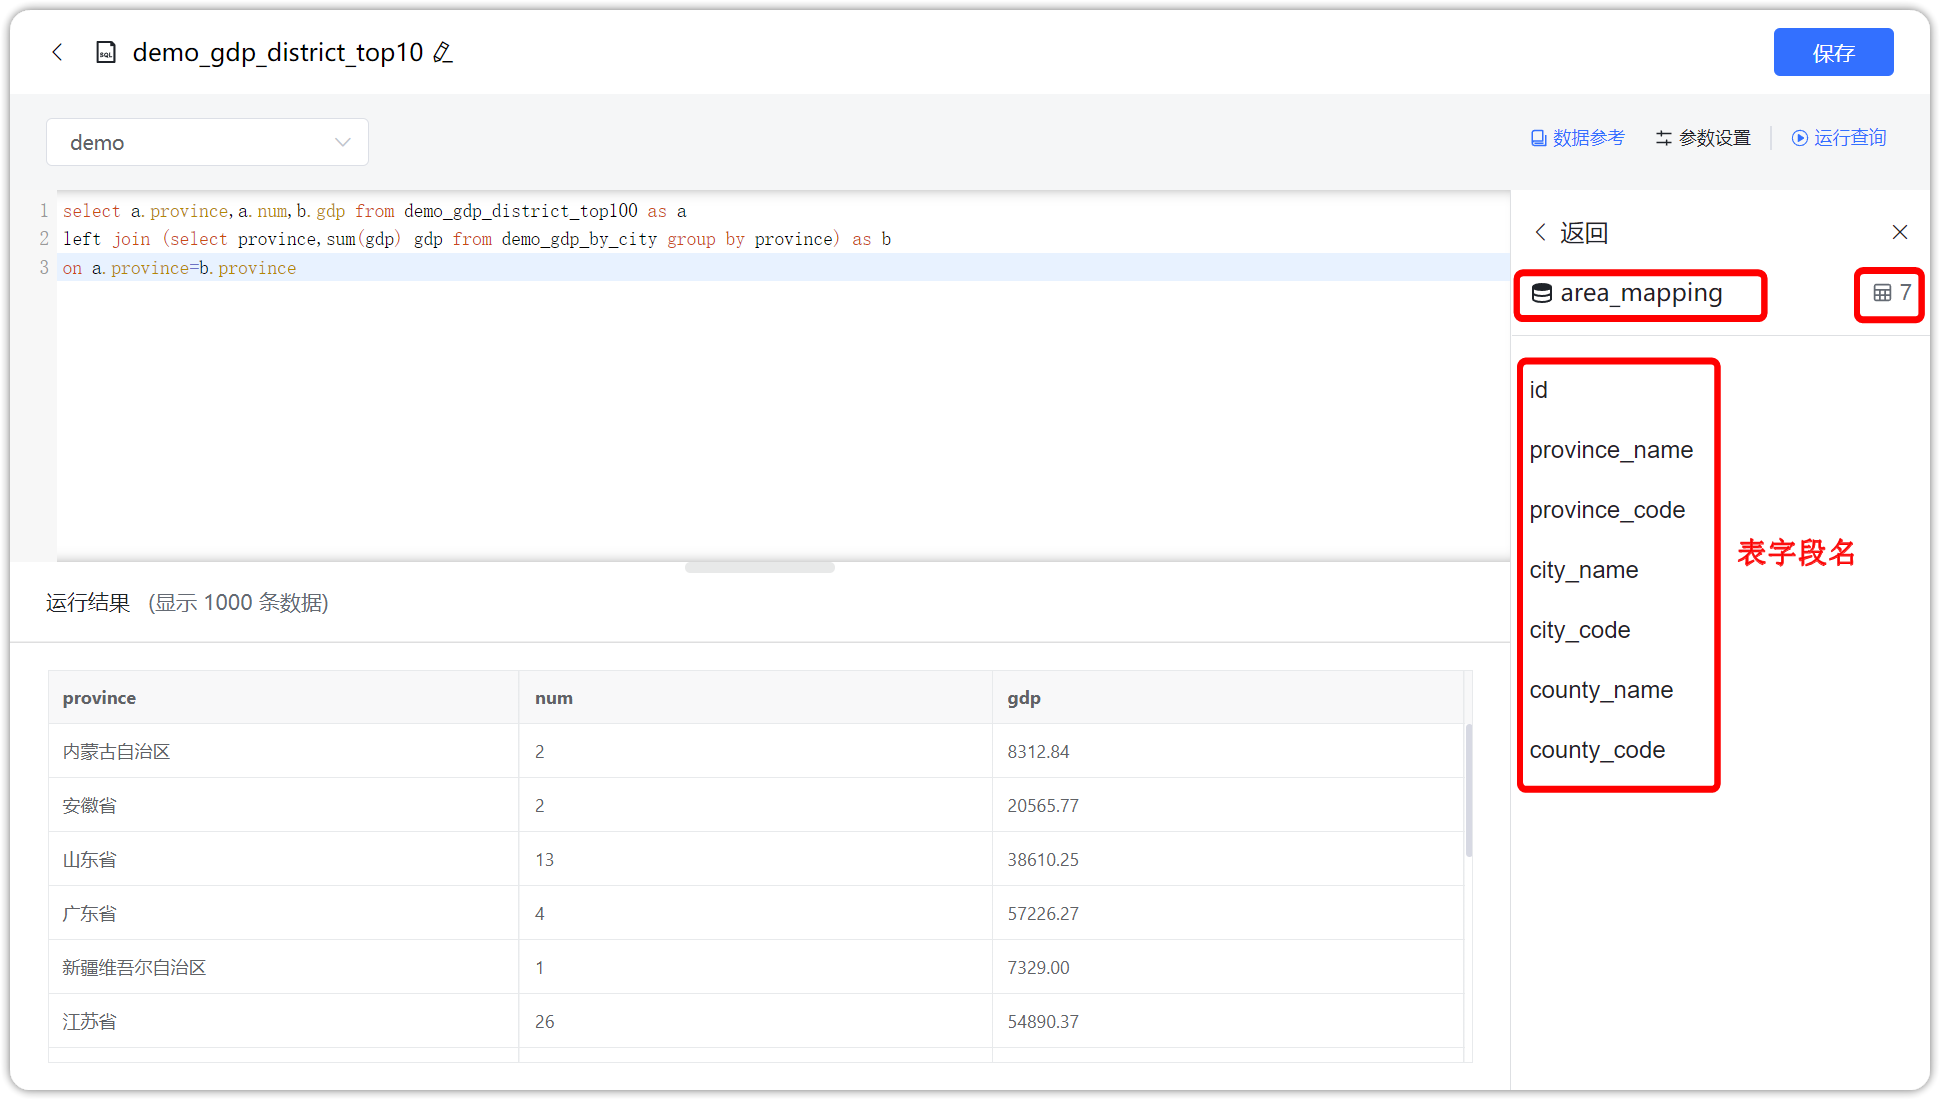 demo_gdp_district_top10
保存
demo
数据参考
参数设置
运行查询
1 select a.province,a.num,b.gdp from demo_gdp_district_top100 as a
2 left join (select province,sum(gdp) gdp from demo_gdp_by_city group by province) as b
3 on a.province=b.province
返回
area_mapping
7
id
province_name
province_code
city_name
city_code
county_name
county_code
表字段名
运行结果 (显示 1000 条数据)
province num gdp
内蒙古自治区 2 8312.84
安徽省 2 20565.77
山东省 13 38610.25
广东省 4 57226.27
新疆维吾尔自治区 1 7329.00
江苏省 26 54890.37